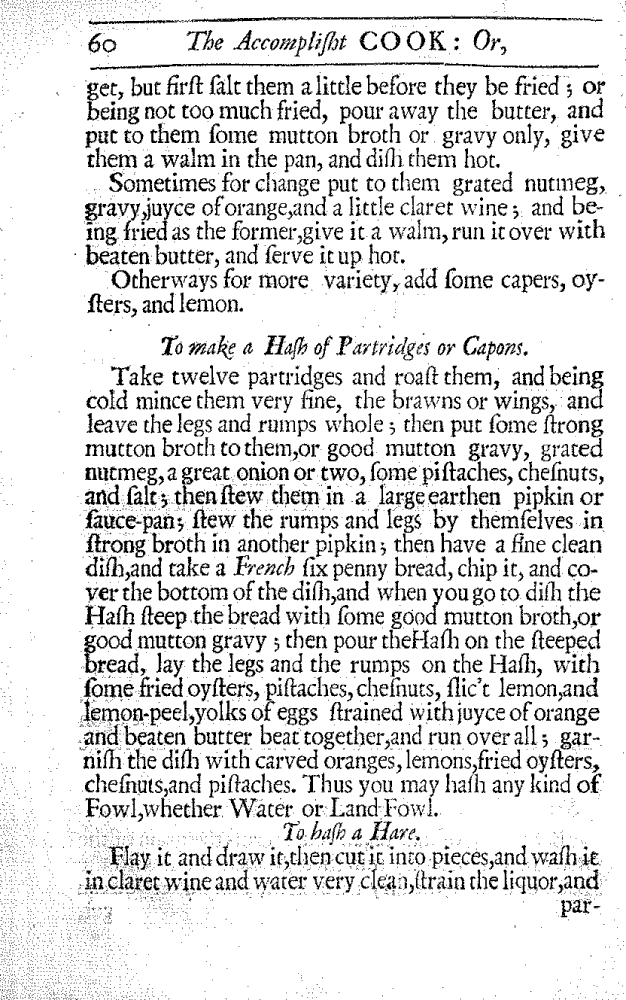 60 The Accompliſht COOK: Or,
get, but firſt ſalt them a little before they be fried ; or
being not too much fried, pour away the butter, and
put to them ſome mutton broth or gravy only, give
them a walm in the pan, and diſh them hot.
Sometimes for change put to them grated nutmeg,
gravy,juyce of orange,and a little claret wine ; and be-
ing fried as the former,give it a walm, run it over with
beaten butter, and ſerve it up hot.
Otherways for more variety, add ſome capers, oy-
ſters, and lemon.
To make a Haſh of Partridges or Capons.
Take twelve partridges and roaſt them, and being
cold mince them very fine, the brawns or wings, and
leave the legs and rumps whole ; then put ſome ſtrong
mutton broth to them,or good mutton gravy, grated
nutmeg, a great onion or two, ſome piſtaches, cheſnuts,
and ſalt ; then ſtew them in a large earthen pipkin or
ſauce-pan ; ſtew the rumps and legs by themſelves in
ſtrong broth in another pipkin ; then have a fine clean
diſh,and take a French ſix penny bread, chip it, and co-
ver the bottom of the diſh,and when you go to diſh the
Haſh ſteep the bread with ſome good mutton broth,or
good mutton gravy ; then pour the Haſh on the ſteeped
bread, lay the legs and the rumps on the Haſh, with
ſome fried oyſters, piſtaches, cheſnuts, ſlic't lemon,and
lemon-peel,yolks of eggs ſtrained with juyce of orange
and beaten butter beat together,and run over all ; gar-
niſh the diſh with carved oranges, lemons,fried oyſters,
cheſnuts,and piſtaches. Thus you may haſh any kind of
Fowl,whether Water or Land Fowl.
To haſh a Hare.
Flay it and draw it,then cut it into pieces,and waſh it
in claret wine and water very clean,ſtrain the liquor,and
par-